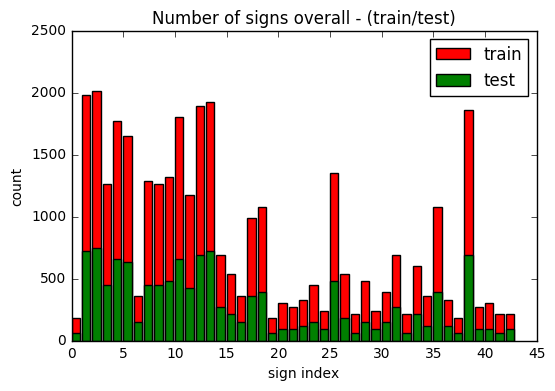 Number of signs overall - (train/test)
train
test
2500
2000
1500
1000
500
0
count
0 5 10 15 20 25 30 35 40 45
sign index